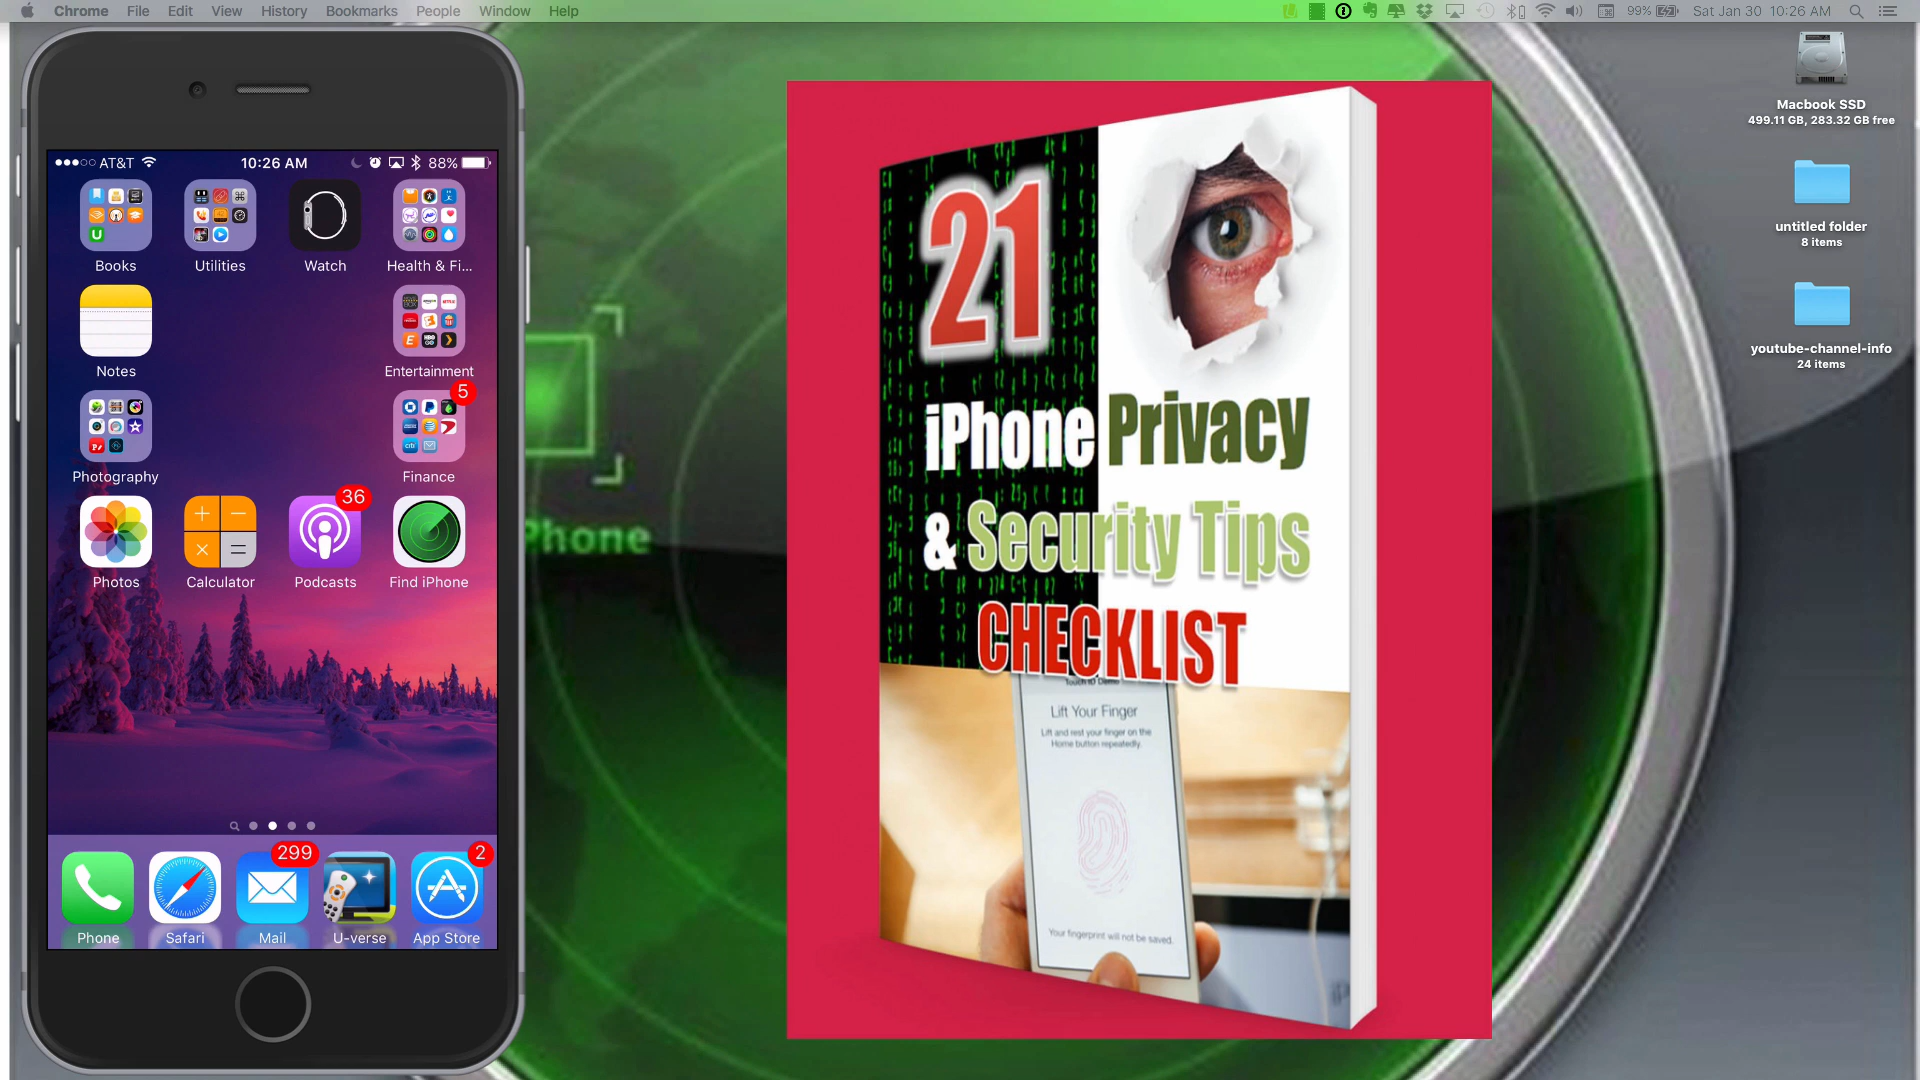 Chrome File Edit View History Bookmarks People Window Help
99% Sat Jan 30 10:26 AM
AT&T 10:26 AM 88%
Books Utilities Watch Health & Fi...
Notes Entertainment
5
Photography Finance
36
Photos Calculator Podcasts Find iPhone
299 2
Phone Safari Mail U-verse App Store
Phone
21
iPhone Privacy
& Security Tips
CHECKLIST
Touch ID Demo
Lift Your Finger
Lift and rest your finger on the
Home button repeatedly.
Your fingerprint will not be saved.
Macbook SSD
499.11 GB, 283.32 GB free
untitled folder
8 items
youtube-channel-info
24 items